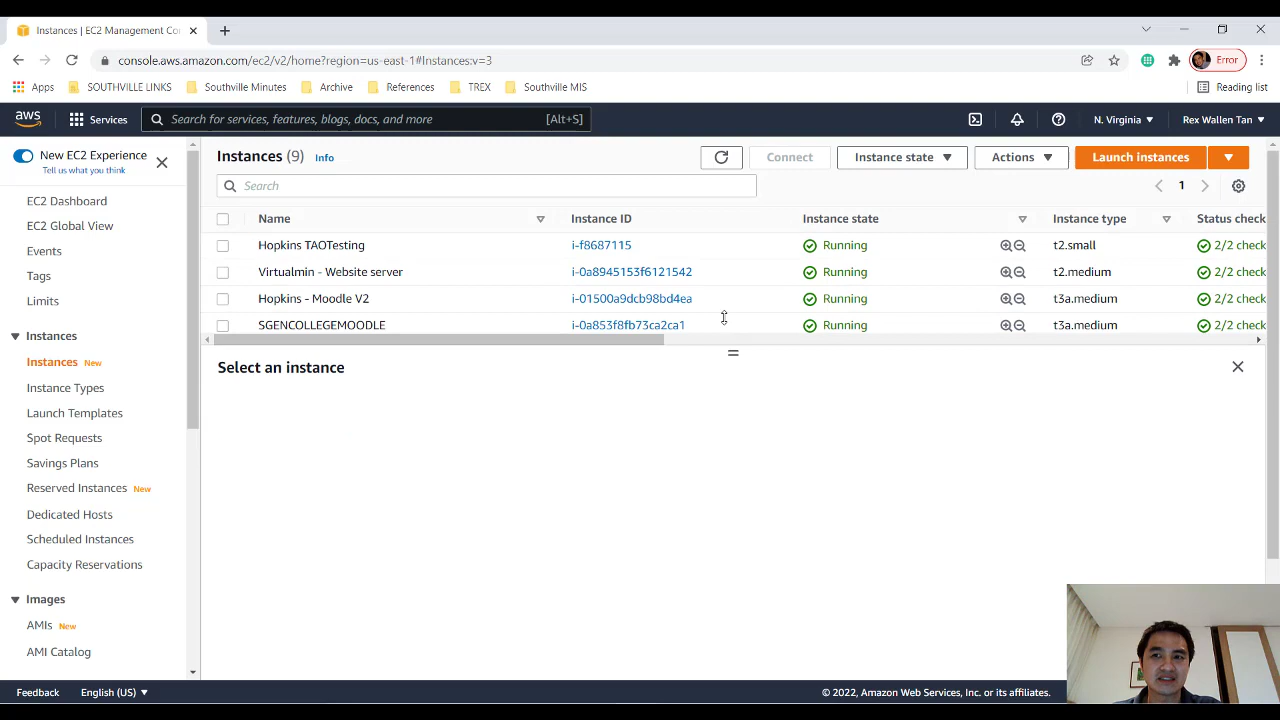 Instances | EC2 Management Co
console.aws.amazon.com/ec2/v2/home?region=us-east-1#Instances:v=3
Error
Apps SOUTHVILLE LINKS Southville Minutes Archive References TREX Southville MIS Reading list
aws Services Search for services, features, blogs, docs, and more [Alt+S] N. Virginia Rex Wallen Tan
New EC2 Experience
Tell us what you think
EC2 Dashboard
EC2 Global View
Events
Tags
Limits
Instances
Instances New
Instance Types
Launch Templates
Spot Requests
Savings Plans
Reserved Instances New
Dedicated Hosts
Scheduled Instances
Capacity Reservations
Images
AMIs New
AMI Catalog
Instances (9) Info Connect Instance state Actions Launch instances
Search 1
Name Instance ID Instance state Instance type Status check
Hopkins TAOTesting i-f8687115 Running t2.small 2/2 check
Virtualmin - Website server i-0a8945153f6121542 Running t2.medium 2/2 check
Hopkins - Moodle V2 i-01500a9dcb98bd4ea Running t3a.medium 2/2 check
SGENCOLLEGEMOODLE i-0a853f8fb73ca2ca1 Running t3a.medium 2/2 check
Select an instance
Feedback English (US) © 2022, Amazon Web Services, Inc. or its affiliates.